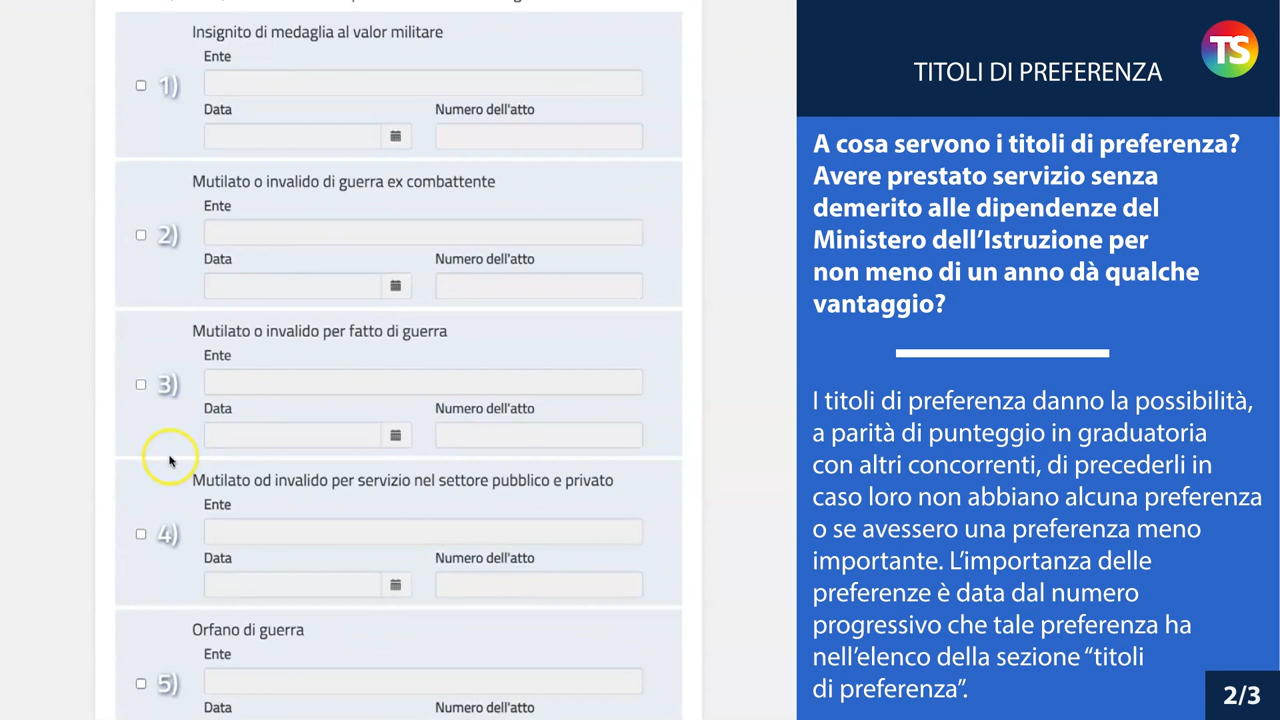 Insignito di medaglia al valor militare
Ente
1)
Data Numero dell'atto
Mutilato o invalido di guerra ex combattente
Ente
2)
Data Numero dell'atto
Mutilato o invalido per fatto di guerra
Ente
3)
Data Numero dell'atto
Mutilato od invalido per servizio nel settore pubblico e privato
Ente
4)
Data Numero dell'atto
Orfano di guerra
Ente
5)
Data Numero dell'atto
TS
TITOLI DI PREFERENZA
A cosa servono i titoli di preferenza?
Avere prestato servizio senza
demerito alle dipendenze del
Ministero dell’Istruzione per
non meno di un anno dà qualche
vantaggio?
I titoli di preferenza danno la possibilità,
a parità di punteggio in graduatoria
con altri concorrenti, di precederli in
caso loro non abbiano alcuna preferenza
o se avessero una preferenza meno
importante. L’importanza delle
preferenze è data dal numero
progressivo che tale preferenza ha
nell’elenco della sezione “titoli
di preferenza”.
2/3